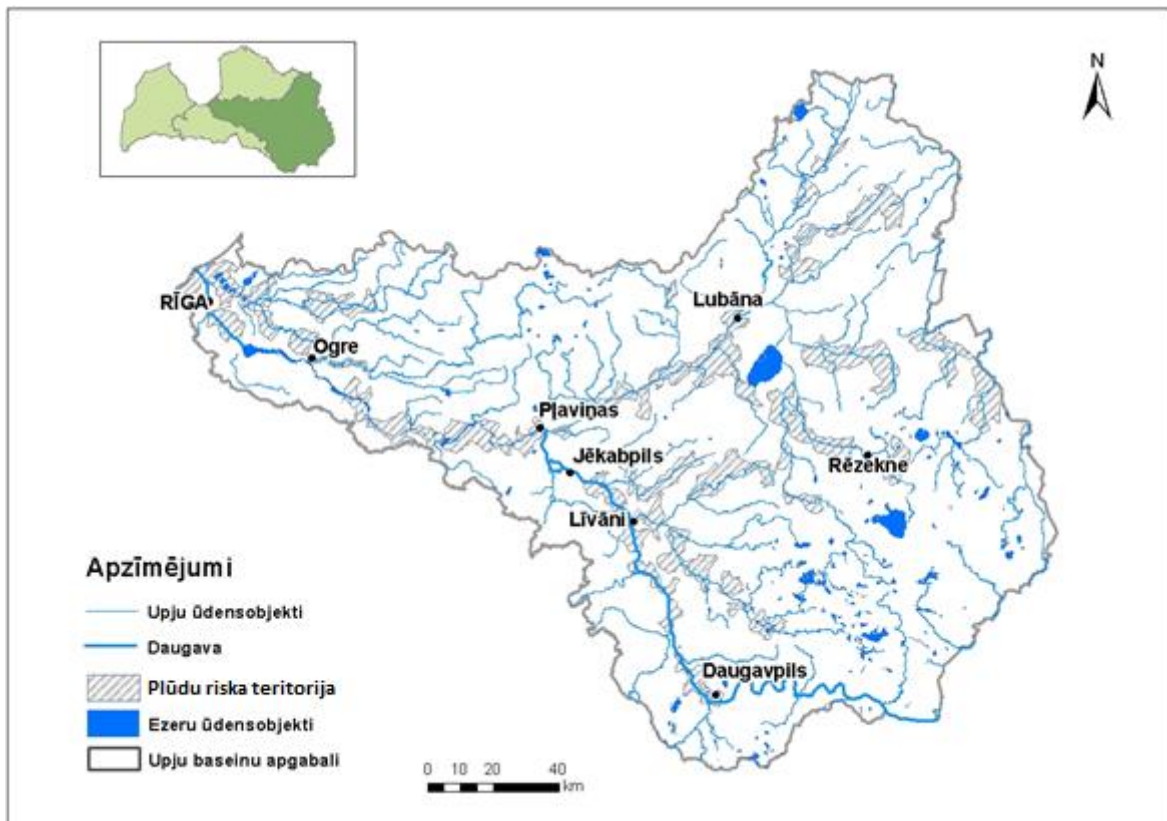 N
Lubāna
RĪGA
Ogre
Pļaviņas
Jēkabpils
Rēzekne
Līvāni
Daugavpils
Apzīmējumi
Upju ūdensobjekti
Daugava
Plūdu riska teritorija
Ezeru ūdensobjekti
Upju baseinu apgabali
0 10 20 40
km